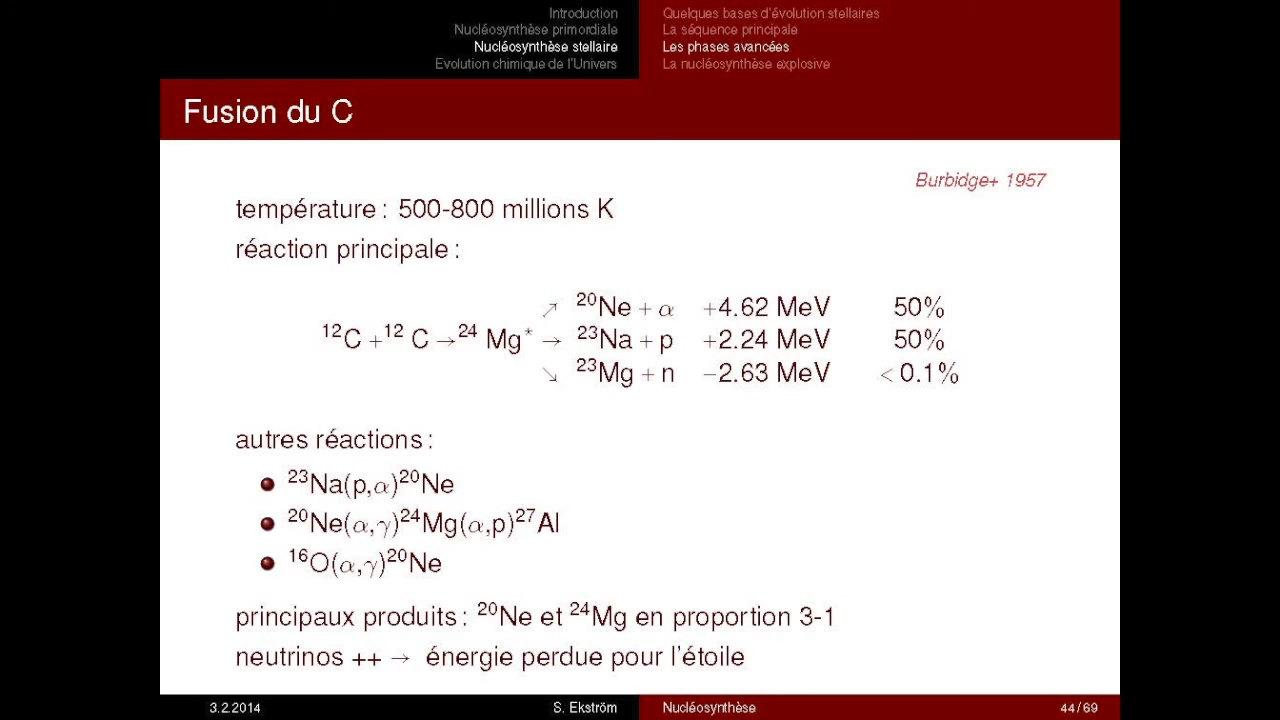 Introduction
Nucléosynthèse primordiale
Nucléosynthèse stellaire
Evolution chimique de l'Univers
Quelques bases d'évolution stellaires
La séquence principale
Les phases avancées
La nucléosynthèse explosive
Fusion du C
Burbidge+ 1957
température : 500-800 millions K
réaction principale :
↗ ²⁰Ne + α +4.62 MeV 50%
¹²C +¹² C →²⁴ Mg* → ²³Na + p +2.24 MeV 50%
↘ ²³Mg + n −2.63 MeV < 0.1%
autres réactions :
²³Na(p,α)²⁰Ne
²⁰Ne(α,γ)²⁴Mg(α,p)²⁷Al
¹⁶O(α,γ)²⁰Ne
principaux produits : ²⁰Ne et ²⁴Mg en proportion 3-1
neutrinos ++ → énergie perdue pour l'étoile
3.2.2014 S. Ekström Nucléosynthèse 44/69